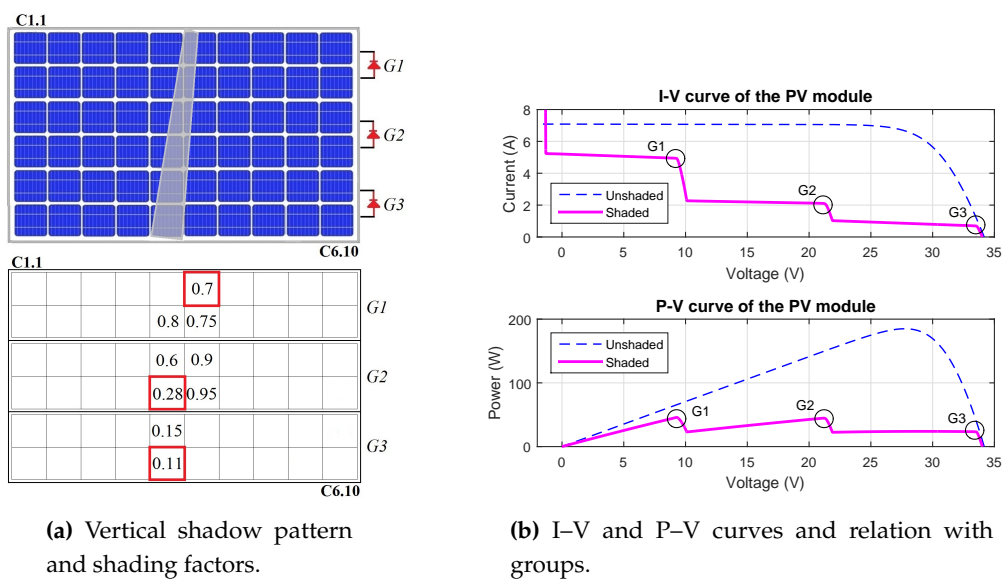 C1.1
G1
G2
G3
C6.10
C1.1
0.7
G1
0.8 0.75
0.6 0.9
G2
0.28 0.95
0.15
G3
0.11
C6.10
(a) Vertical shadow pattern
and shading factors.
I-V curve of the PV module
Current (A)
8
6
4
2
0
G1
G2
G3
Unshaded
Shaded
0 5 10 15 20 25 30 35
Voltage (V)
P-V curve of the PV module
Power (W)
200
100
0
Unshaded
Shaded
G1
G2
G3
0 5 10 15 20 25 30 35
Voltage (V)
(b) I–V and P–V curves and relation with
groups.